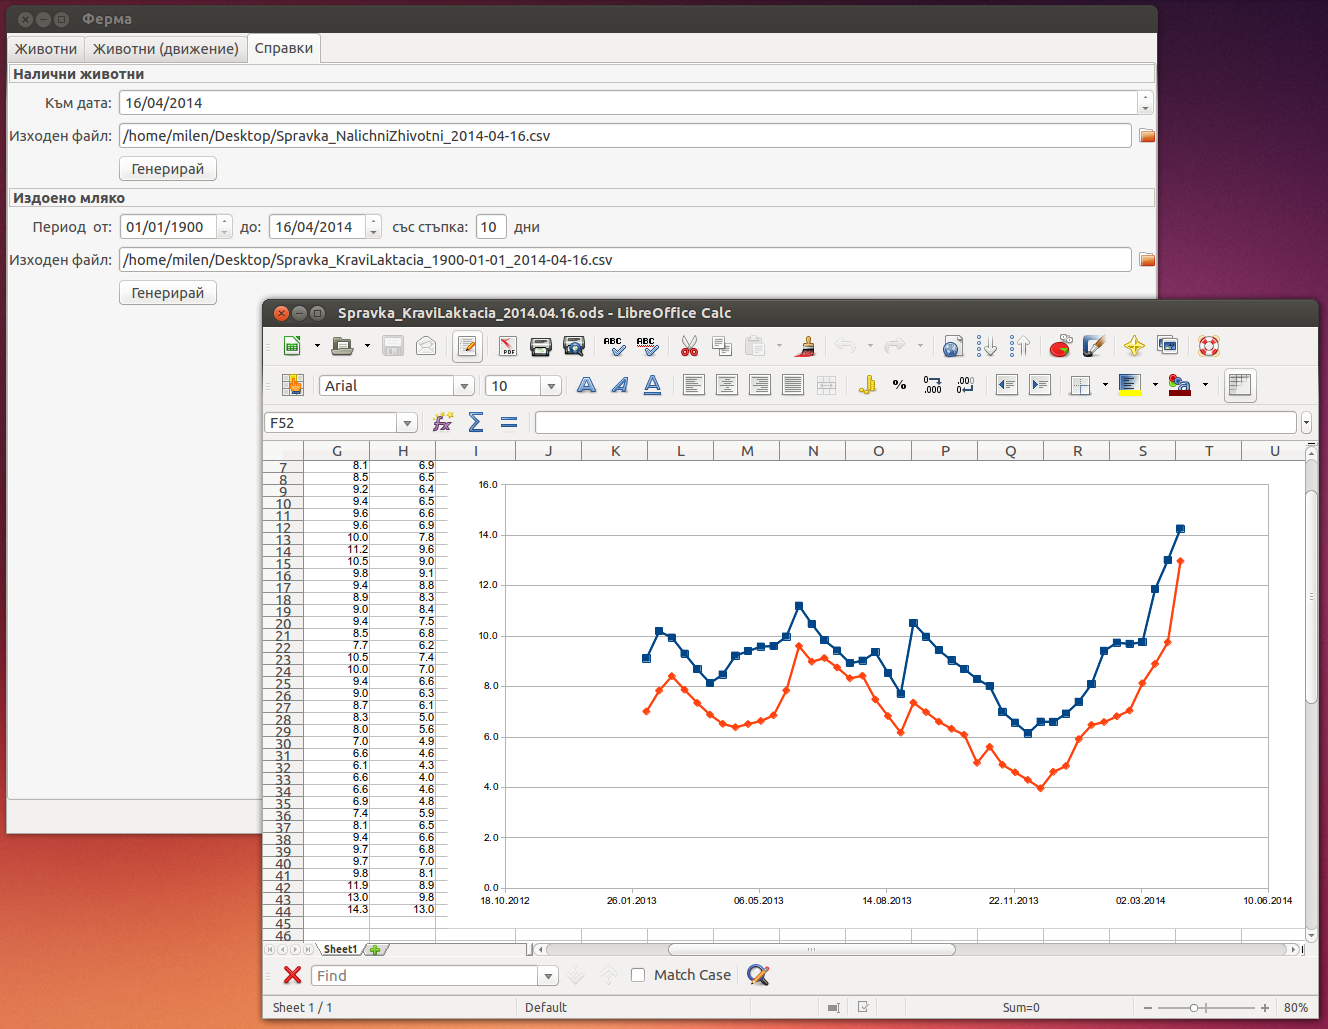 Ферма
Животни Животни (движение) Справки
Налични животни
Към дата: 16/04/2014
Изходен файл: /home/milen/Desktop/Spravka_NalichniZhivotni_2014-04-16.csv
Генерирай
Издоено мляко
Период от: 01/01/1900 до: 16/04/2014 със стъпка: 10 дни
Изходен файл: /home/milen/Desktop/Spravka_KraviLaktacia_1900-01-01_2014-04-16.csv
Генерирай
Spravka_KraviLaktacia_2014.04.16.ods - LibreOffice Calc
PDF ABC ABC
Arial 10 % 0 .000 .000 0
F52
G H I J K L M N O P Q R S T U
7 8.1 6.9
8 8.5 6.5
9 9.2 6.4
10 9.4 6.5
11 9.6 6.6
12 9.6 6.9
13 10.0 7.8
14 11.2 9.6
15 10.5 9.0
16 9.8 9.1
17 9.4 8.8
18 8.9 8.3
19 9.0 8.4
20 9.4 7.5
21 8.5 6.8
22 7.7 6.2
23 10.5 7.4
24 10.0 7.0
25 9.4 6.6
26 9.0 6.3
27 8.7 6.1
28 8.3 5.0
29 8.0 5.6
30 7.0 4.9
31 6.6 4.6
32 6.1 4.3
33 6.6 4.0
34 6.6 4.6
35 6.9 4.8
36 7.4 5.9
37 8.1 6.5
38 9.4 6.6
39 9.7 6.8
40 9.7 7.0
41 9.8 8.1
42 11.9 8.9
43 13.0 9.8
44 14.3 13.0
45
46
16.0
14.0
12.0
10.0
8.0
6.0
4.0
2.0
0.0
18.10.2012 26.01.2013 06.05.2013 14.08.2013 22.11.2013 02.03.2014 10.06.2014
Sheet1
Find Match Case
Sheet 1 / 1 Default Sum=0 80%